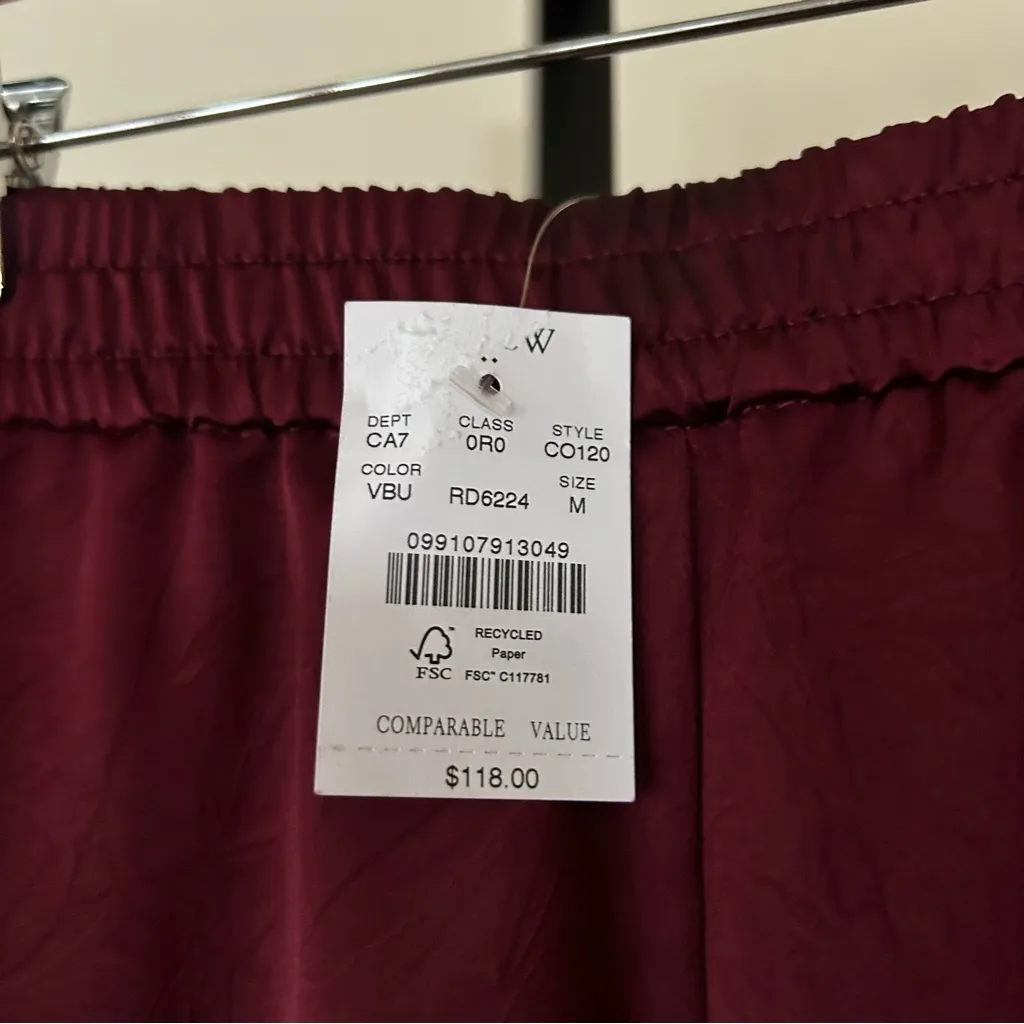 W
DEPT CLASS STYLE
CA7 0R0 CO120
COLOR SIZE
VBU RD6224 M
099107913049
RECYCLED
Paper
FSC FSC™ C117781
COMPARABLE VALUE
$118.00